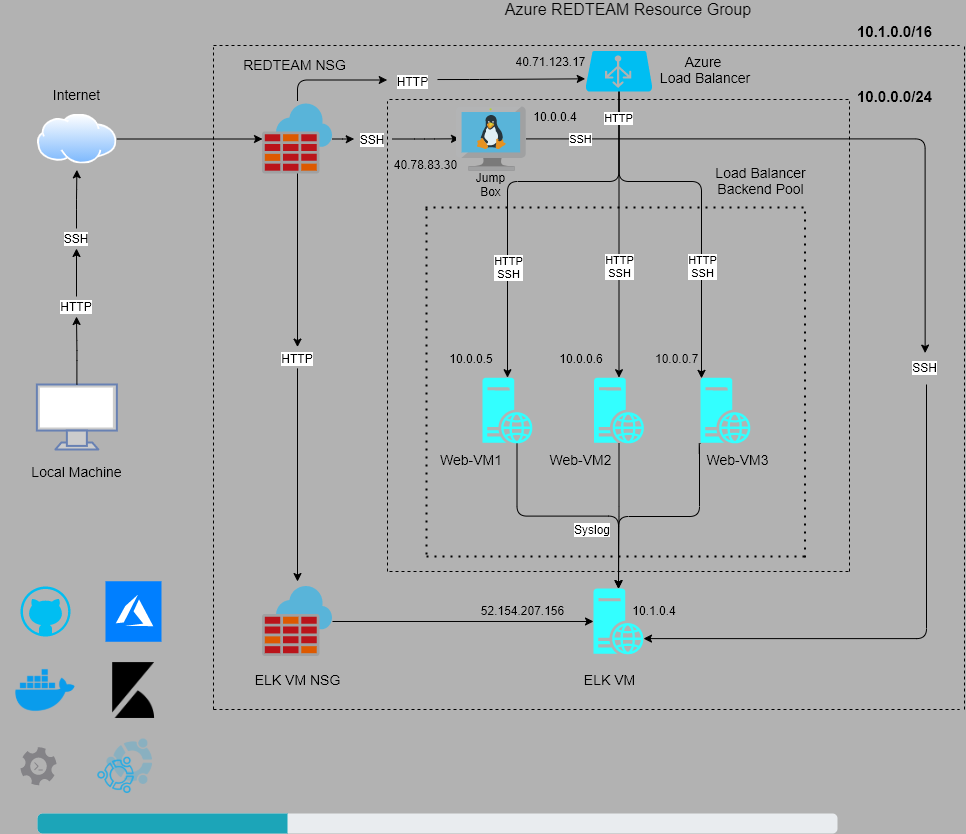 Azure REDTEAM Resource Group
10.1.0.0/16
REDTEAM NSG
40.71.123.17
Azure
Load Balancer
HTTP
Internet
10.0.0.0/24
10.0.0.4
HTTP
SSH
SSH
40.78.83.30
Jump
Box
Load Balancer
Backend Pool
SSH
HTTP
SSH
HTTP
SSH
HTTP
SSH
HTTP
HTTP
10.0.0.5
10.0.0.6
10.0.0.7
SSH
Web-VM1
Web-VM2
Web-VM3
Local Machine
Syslog
52.154.207.156
10.1.0.4
ELK VM NSG
ELK VM